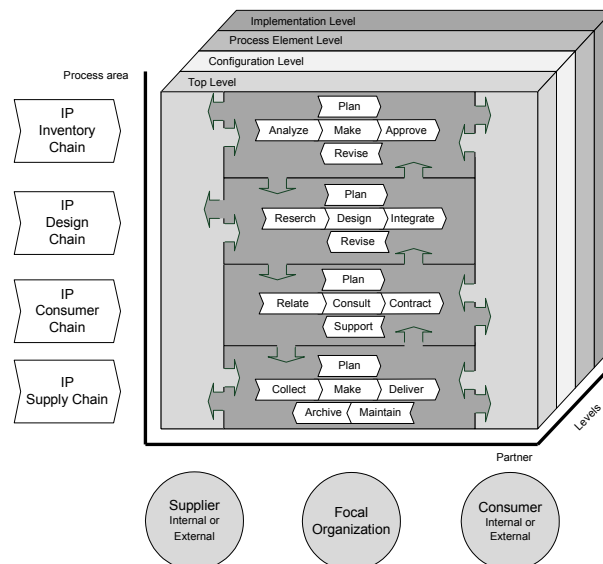 Implementation Level
Process Element Level
Configuration Level
Process area
Top Level
IP
Inventory
Chain
Plan
Analyze Make Approve
Revise
IP
Design
Chain
Plan
Reserch Design Integrate
Revise
IP
Consumer
Chain
Plan
Relate Consult Contract
Support
IP
Supply Chain
Plan
Collect Make Deliver
Archive Maintain
Levels
Partner
Supplier
Internal or
External
Focal
Organization
Consumer
Internal or
External